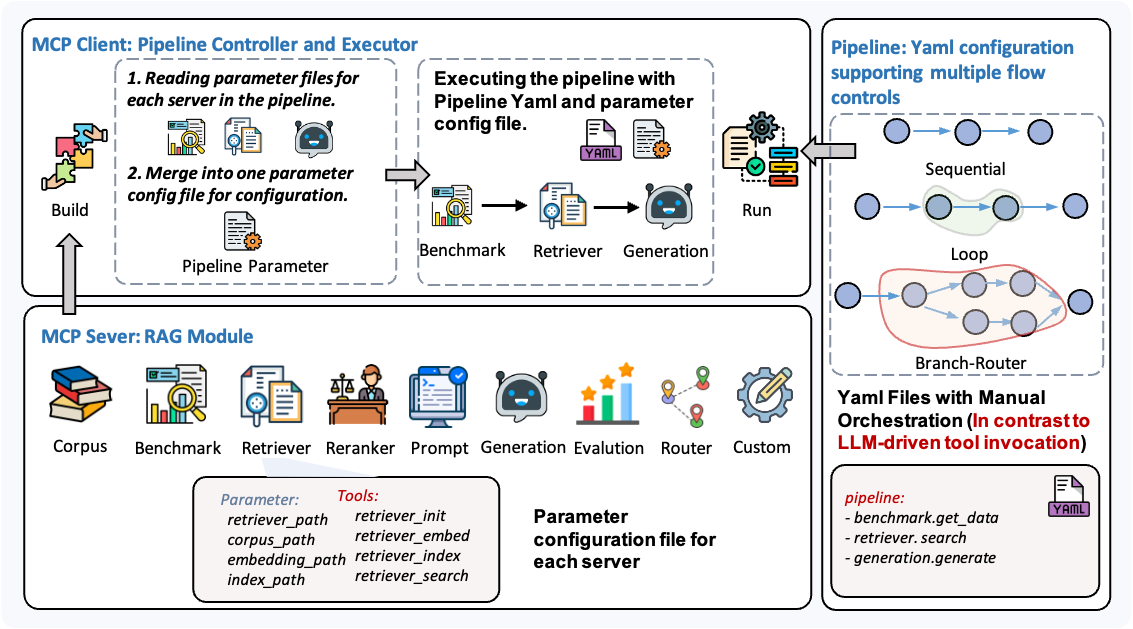 MCP Client: Pipeline Controller and Executor
1. Reading parameter files for
each server in the pipeline.
2. Merge into one parameter
config file for configuration.
Pipeline Parameter
Build
Executing the pipeline with
Pipeline Yaml and parameter
config file.
YAML
Benchmark
Retriever
Generation
Run
MCP Sever: RAG Module
Corpus
Benchmark
Retriever
Reranker
Prompt
Generation
Evalution
Router
Custom
Parameter:
retriever_path
corpus_path
embedding_path
index_path
Tools:
retriever_init
retriever_embed
retriever_index
retriever_search
Parameter
configuration file for
each server
Pipeline: Yaml configuration
supporting multiple flow
controls
Sequential
Loop
Branch-Router
Yaml Files with Manual
Orchestration (In contrast to
LLM-driven tool invocation)
pipeline:
- benchmark.get_data
- retriever. search
- generation.generate
YAML